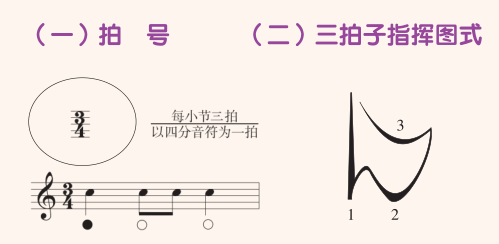 （一）拍 号
（二）三拍子指挥图式
3
4
每小节三拍
以四分音符为一拍
3
4
3
1 2